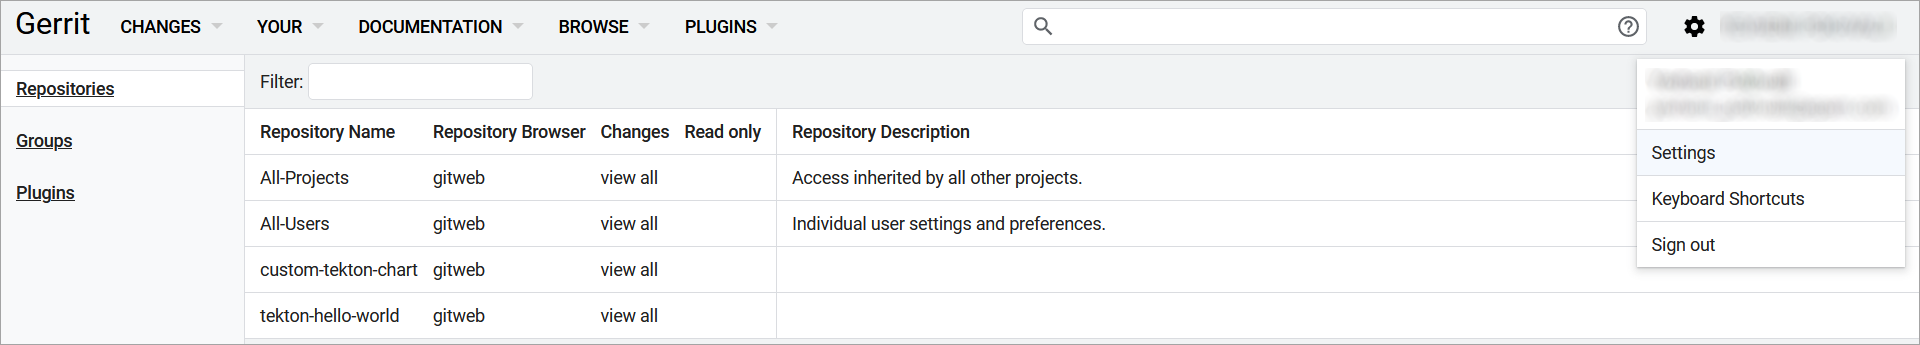 Gerrit CHANGES YOUR DOCUMENTATION BROWSE PLUGINS
Repositories
Groups
Plugins
Filter:
Repository Name Repository Browser Changes Read only Repository Description
All-Projects gitweb view all Access inherited by all other projects.
All-Users gitweb view all Individual user settings and preferences.
custom-tekton-chart gitweb view all
tekton-hello-world gitweb view all
Settings
Keyboard Shortcuts
Sign out